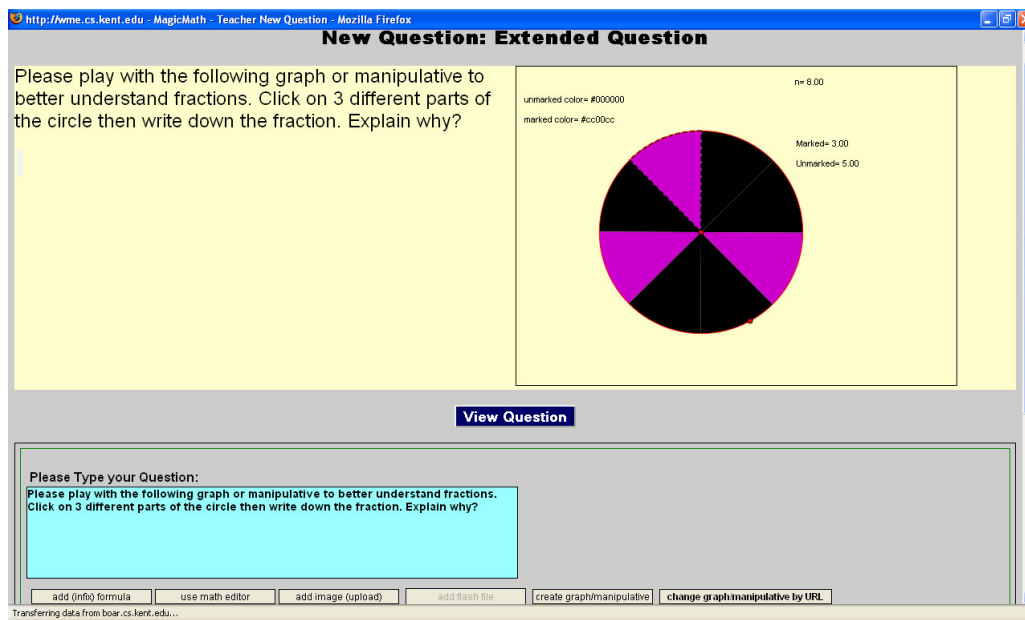 http://wme.cs.kent.edu - MagicMath - Teacher New Question - Mozilla Firefox
New Question: Extended Question
Please play with the following graph or manipulative to
better understand fractions. Click on 3 different parts of
the circle then write down the fraction. Explain why?
n= 8.00
unmarked color= #000000
marked color= #cc00cc
Marked= 3.00
Unmarked= 5.00
View Question
Please Type your Question:
Please play with the following graph or manipulative to better understand fractions.
Click on 3 different parts of the circle then write down the fraction. Explain why?
add (infix) formula
use math editor
add image (upload)
add flash file
create graph/manipulative
change graph/manipulative by URL
Transferring data from boar.cs.kent.edu...